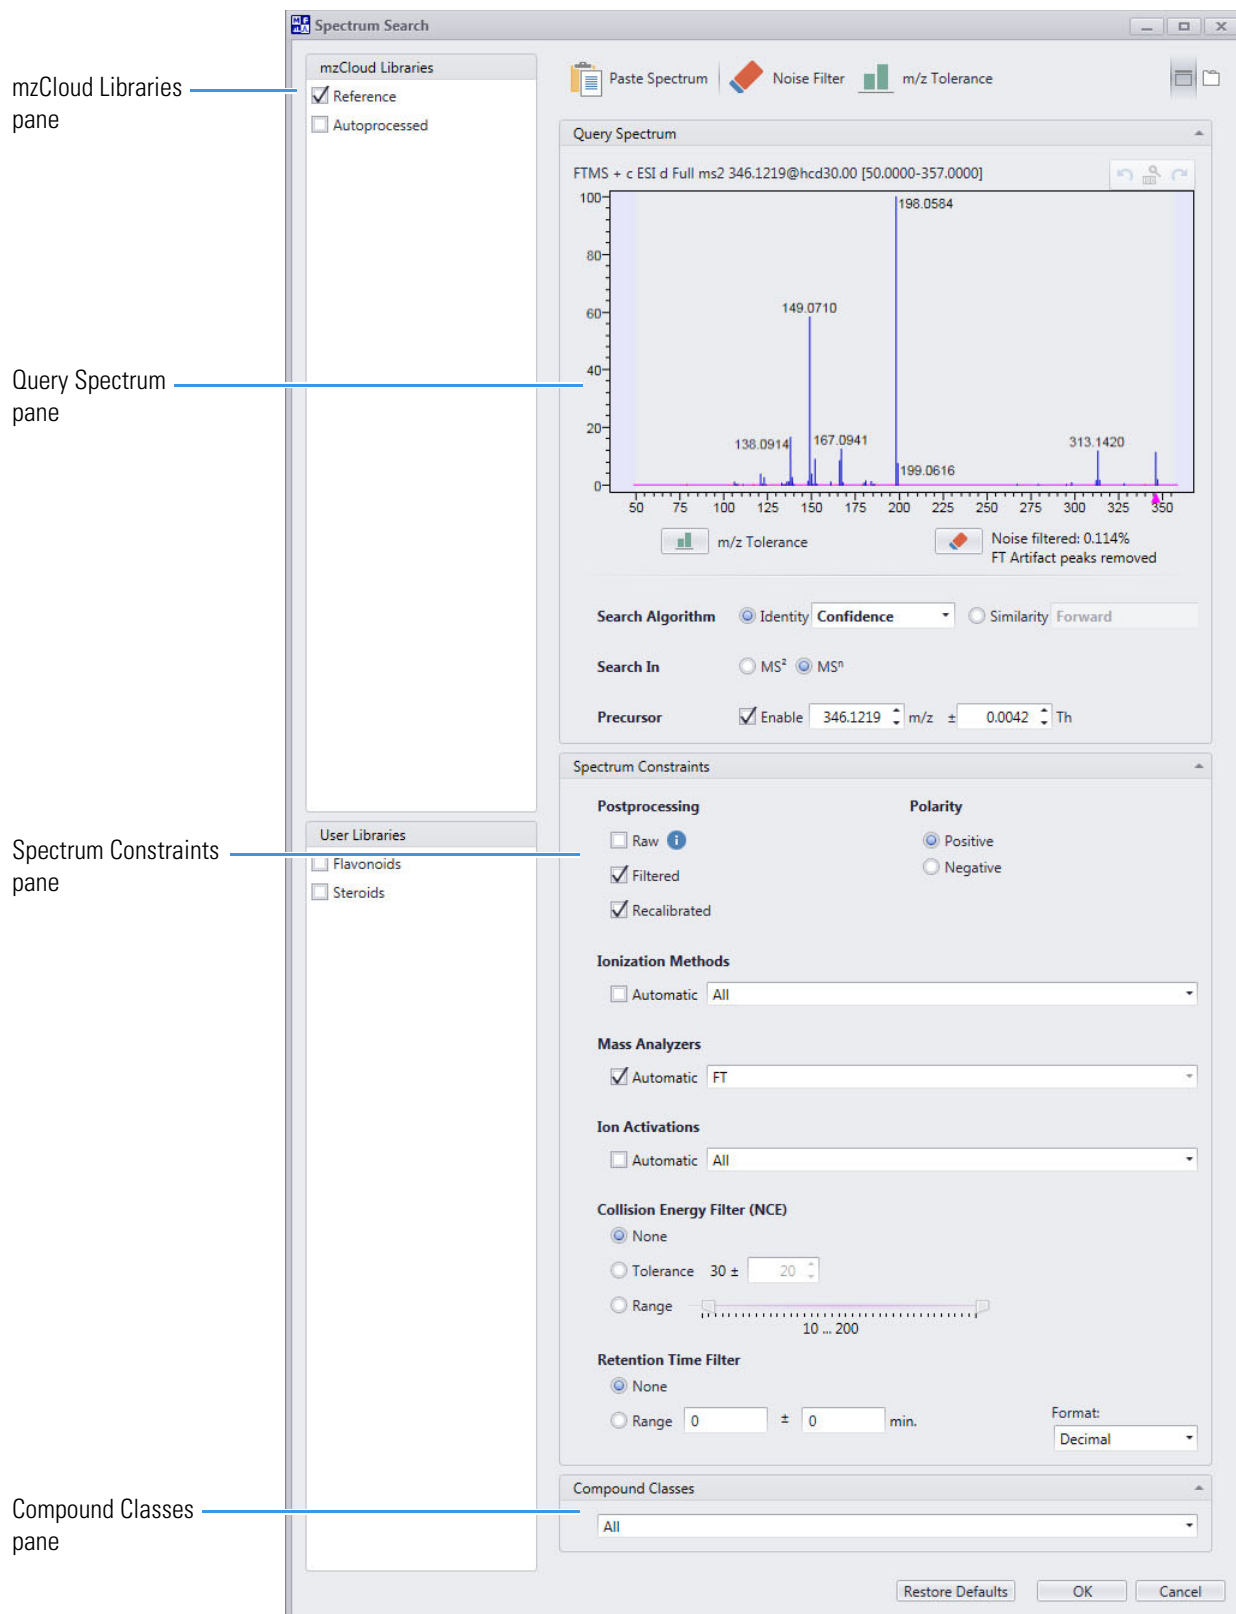 Spectrum Search
mzCloud Libraries
pane
mzCloud Libraries
Reference
Autoprocessed
Paste Spectrum
Noise Filter
m/z Tolerance
Query Spectrum
FTMS + c ESI d Full ms2 346.1219@hcd30.00 [50.0000-357.0000]
100
80
60
40
20
0
198.0584
149.0710
138.0914
167.0941
199.0616
313.1420
50 75 100 125 150 175 200 225 250 275 300 325 350
Query Spectrum
pane
m/z Tolerance
Noise filtered: 0.114%
FT Artifact peaks removed
Search Algorithm Identity Confidence Similarity Forward
Search In MS² MSⁿ
Precursor Enable 346.1219 m/z ± 0.0042 Th
Spectrum Constraints
Postprocessing Polarity
Raw i Positive
Filtered Negative
Recalibrated
User Libraries
Flavonoids
Steroids
Spectrum Constraints
pane
Ionization Methods
Automatic All
Mass Analyzers
Automatic FT
Ion Activations
Automatic All
Collision Energy Filter (NCE)
None
Tolerance 30 ± 20
Range
10 ... 200
Retention Time Filter
None
Range 0 ± 0 min.
Format:
Decimal
Compound Classes
pane
Compound Classes
All
Restore Defaults OK Cancel